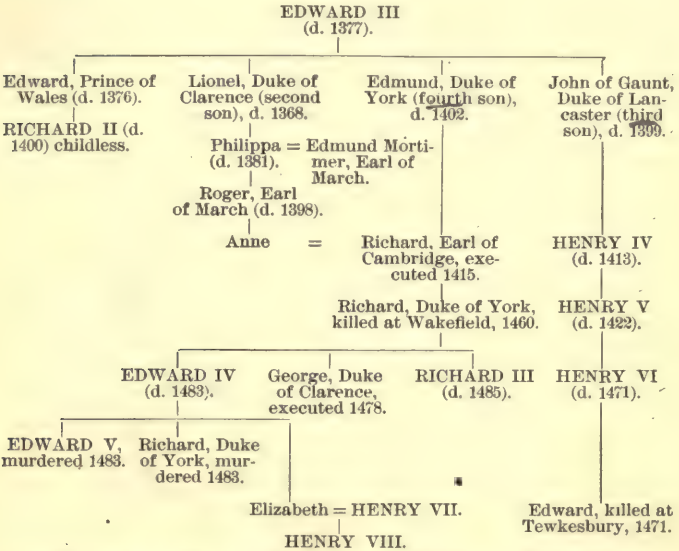 EDWARD III
(d. 1377).
Edward, Prince of
Wales (d. 1376).
RICHARD II (d.
1400) childless.
Lionel, Duke of
Clarence (second
son), d. 1368.
Philippa = Edmund Morti-
(d. 1381). mer, Earl of
March.
Roger, Earl
of March (d. 1398).
Edmund, Duke of
York (fourth son),
d. 1402.
John of Gaunt,
Duke of Lan-
caster (third
son), d. 1399.
Anne = Richard, Earl of
Cambridge, exe-
cuted 1415.
HENRY IV
(d. 1413).
Richard, Duke of York,
killed at Wakefield, 1460.
HENRY V
(d. 1422).
EDWARD IV
(d. 1483).
George, Duke
of Clarence,
executed 1478.
RICHARD III
(d. 1485).
HENRY VI
(d. 1471).
EDWARD V,
murdered 1483.
Richard, Duke
of York, mur-
dered 1483.
Elizabeth = HENRY VII.
HENRY VIII.
Edward, killed at
Tewkesbury, 1471.